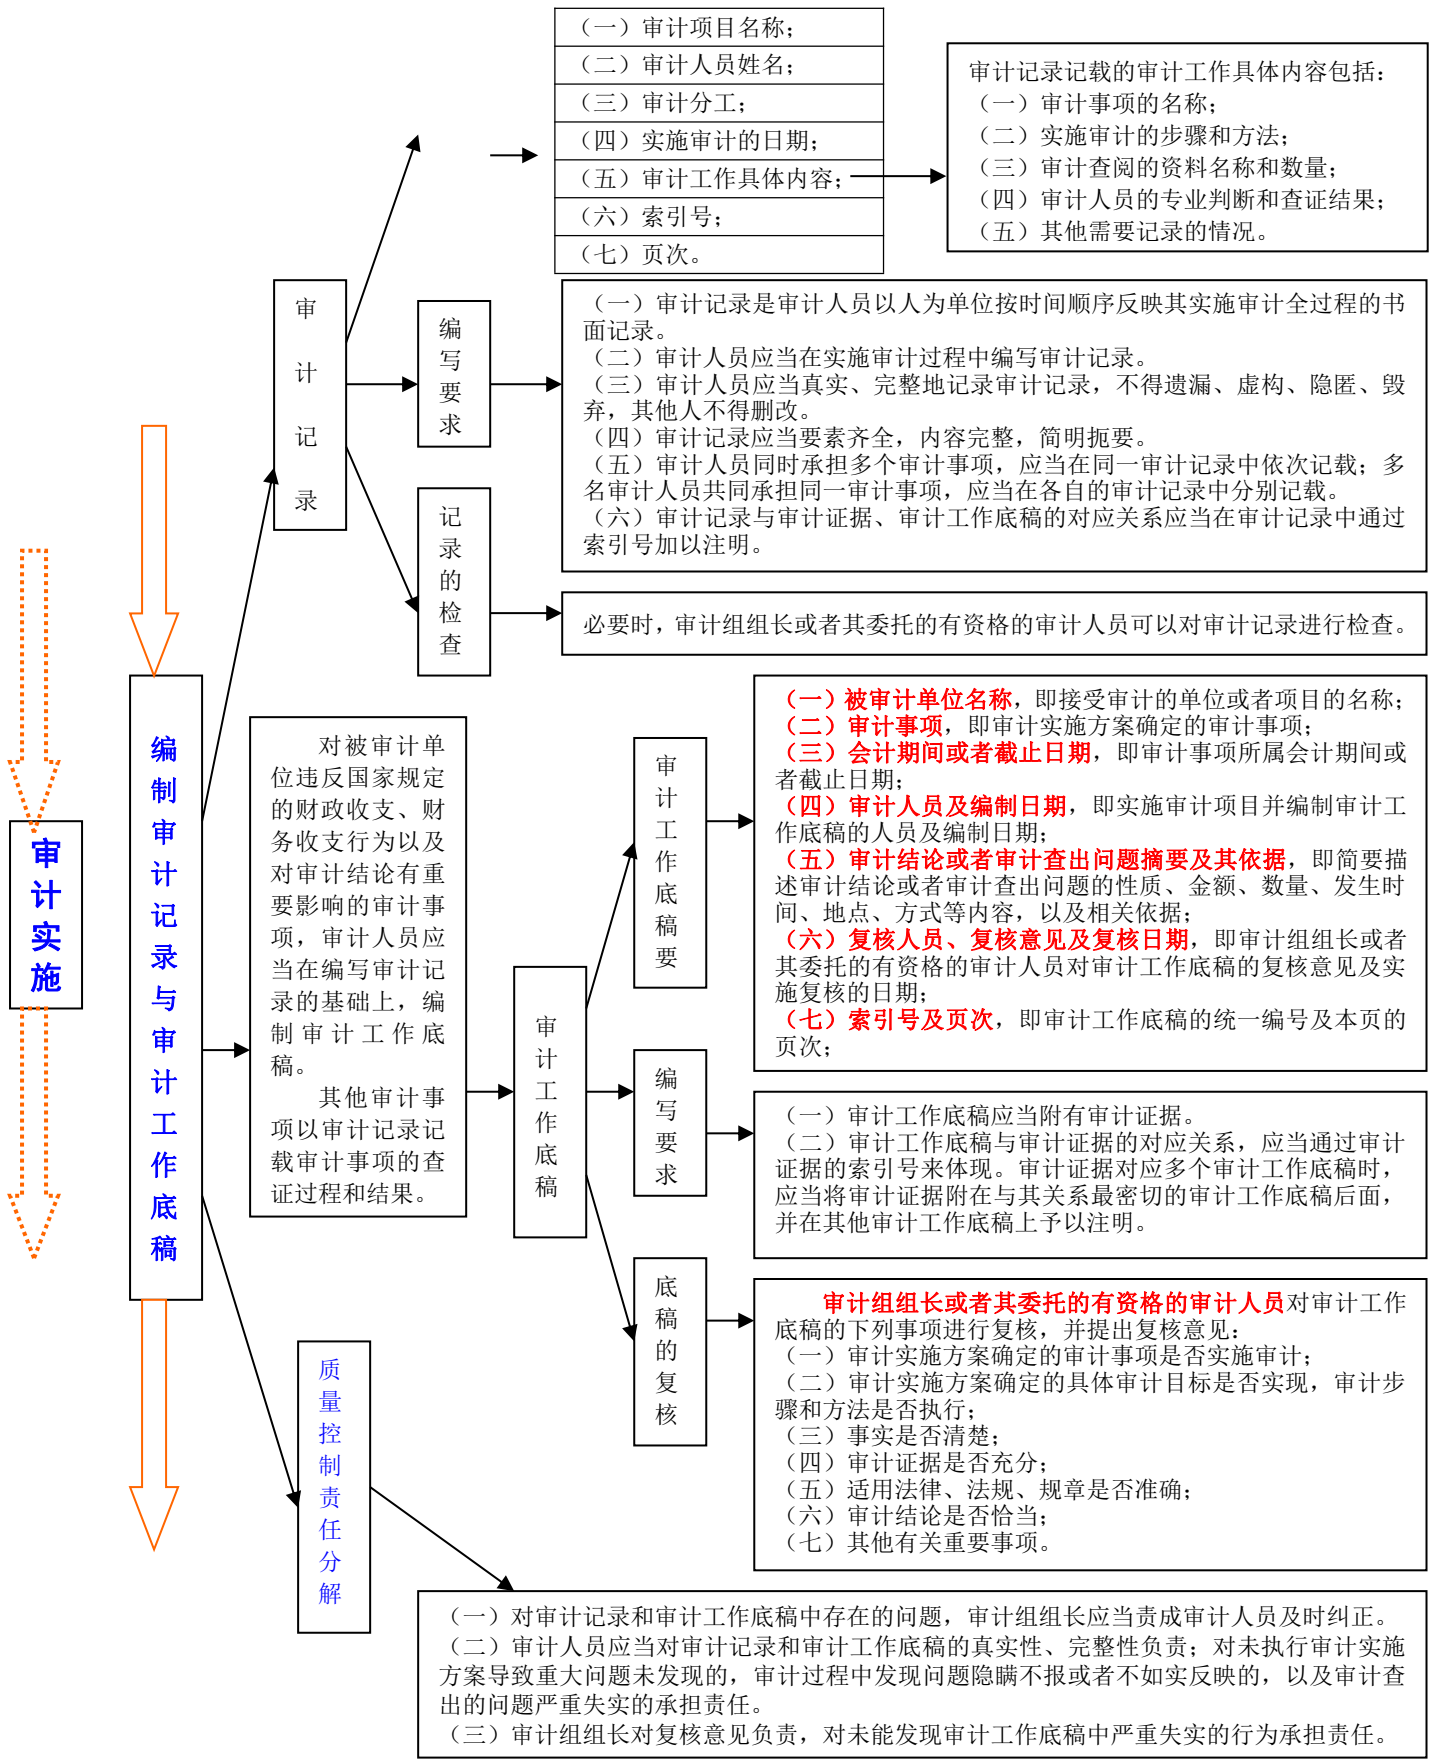 （一）审计项目名称；
（二）审计人员姓名；
（三）审计分工；
（四）实施审计的日期；
（五）审计工作具体内容；
（六）索引号；
（七）页次。
审计记录记载的审计工作具体内容包括：
（一）审计事项的名称；
（二）实施审计的步骤和方法；
（三）审计查阅的资料名称和数量；
（四）审计人员的专业判断和查证结果；
（五）其他需要记录的情况。
审计记录
编写要求
（一）审计记录是审计人员以人为单位按时间顺序反映其实施审计全过程的书
面记录。
（二）审计人员应当在实施审计过程中编写审计记录。
（三）审计人员应当真实、完整地记录审计记录，不得遗漏、虚构、隐匿、毁
弃，其他人不得删改。
（四）审计记录应当要素齐全，内容完整，简明扼要。
（五）审计人员同时承担多个审计事项，应当在同一审计记录中依次记载；多
名审计人员共同承担同一审计事项，应当在各自的审计记录中分别记载。
（六）审计记录与审计证据、审计工作底稿的对应关系应当在审计记录中通过
索引号加以注明。
记录的检查
必要时，审计组组长或者其委托的有资格的审计人员可以对审计记录进行检查。
审计实施
编制审计记录与审计工作底稿
对被审计单
位违反国家规定
的财政收支、财
务收支行为以及
对审计结论有重
要影响的审计事
项，审计人员应
当在编写审计记
录的基础上，编
制审计工作底
稿。
其他审计事
项以审计记录记
载审计事项的查
证过程和结果。
审计工作底稿
审计工作底稿要
（一）被审计单位名称，即接受审计的单位或者项目的名称；
（二）审计事项，即审计实施方案确定的审计事项；
（三）会计期间或者截止日期，即审计事项所属会计期间或
者截止日期；
（四）审计人员及编制日期，即实施审计项目并编制审计工
作底稿的人员及编制日期；
（五）审计结论或者审计查出问题摘要及其依据，即简要描
述审计结论或者审计查出问题的性质、金额、数量、发生时
间、地点、方式等内容，以及相关依据；
（六）复核人员、复核意见及复核日期，即审计组组长或者
其委托的有资格的审计人员对审计工作底稿的复核意见及实
施复核的日期；
（七）索引号及页次，即审计工作底稿的统一编号及本页的
页次；
编写要求
（一）审计工作底稿应当附有审计证据。
（二）审计工作底稿与审计证据的对应关系，应当通过审计
证据的索引号来体现。审计证据对应多个审计工作底稿时，
应当将审计证据附在与其关系最密切的审计工作底稿后面，
并在其他审计工作底稿上予以注明。
底稿的复核
审计组组长或者其委托的有资格的审计人员对审计工作
底稿的下列事项进行复核，并提出复核意见：
（一）审计实施方案确定的审计事项是否实施审计；
（二）审计实施方案确定的具体审计目标是否实现，审计步
骤和方法是否执行；
（三）事实是否清楚；
（四）审计证据是否充分；
（五）适用法律、法规、规章是否准确；
（六）审计结论是否恰当；
（七）其他有关重要事项。
质量控制责任分解
（一）对审计记录和审计工作底稿中存在的问题，审计组组长应当责成审计人员及时纠正。
（二）审计人员应当对审计记录和审计工作底稿的真实性、完整性负责；对未执行审计实施
方案导致重大问题未发现的，审计过程中发现问题隐瞒不报或者不如实反映的，以及审计查
出的问题严重失实的承担责任。
（三）审计组组长对复核意见负责，对未能发现审计工作底稿中严重失实的行为承担责任。